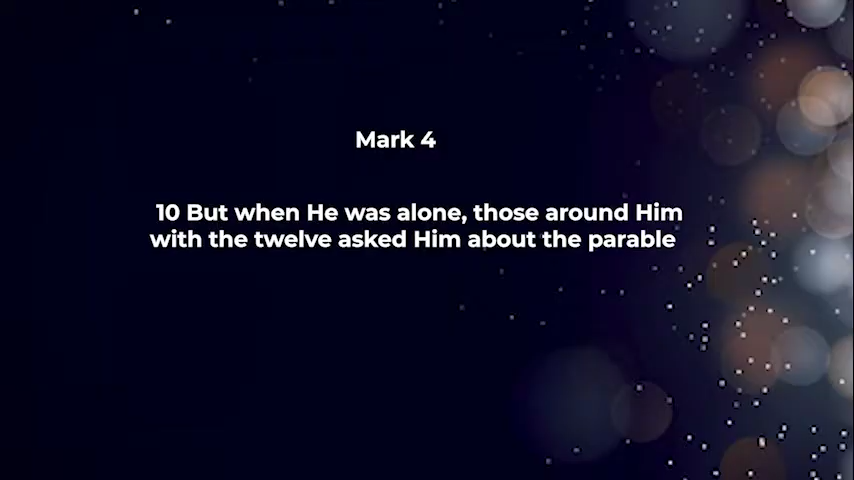 Mark 4
10 But when He was alone, those around Him
with the twelve asked Him about the parable